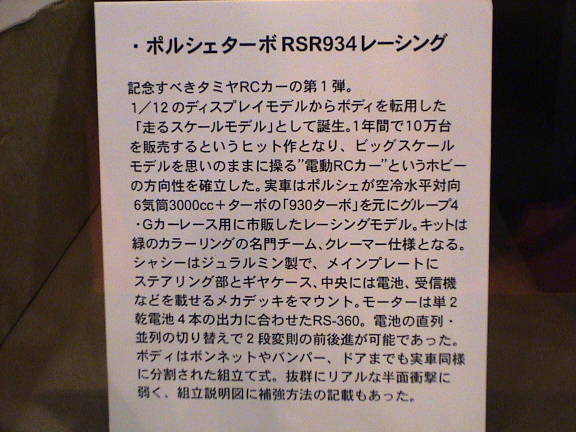 ・ポルシェターボRSR934レーシング
記念すべきタミヤRCカーの第1弾。
1/12のディスプレイモデルからボディを転用した
「走るスケールモデル」として誕生。1年間で10万台
を販売するというヒット作となり、ビッグスケール
モデルを思いのままに操る"電動RCカー"というホビー
の方向性を確立した。実車はポルシェが空冷水平対向
6気筒3000cc+ターボの「930ターボ」を元にグループ4
・Gカーレース用に市販したレーシングモデル。キットは
緑のカラーリングの名門チーム、クレーマー仕様となる。
シャシーはジュラルミン製で、メインプレートに
ステアリング部とギヤケース、中央には電池、受信機
などを載せるメカデッキをマウント。モーターは単2
乾電池4本の出力に合わせたRS-360。電池の直列・
並列の切り替えで2段変則の前後進が可能であった。
ボディはボンネットやバンパー、ドアまでも実車同様
に分割された組立て式。抜群にリアルな半面衝撃に
弱く、組立説明図に補強方法の記載もあった。